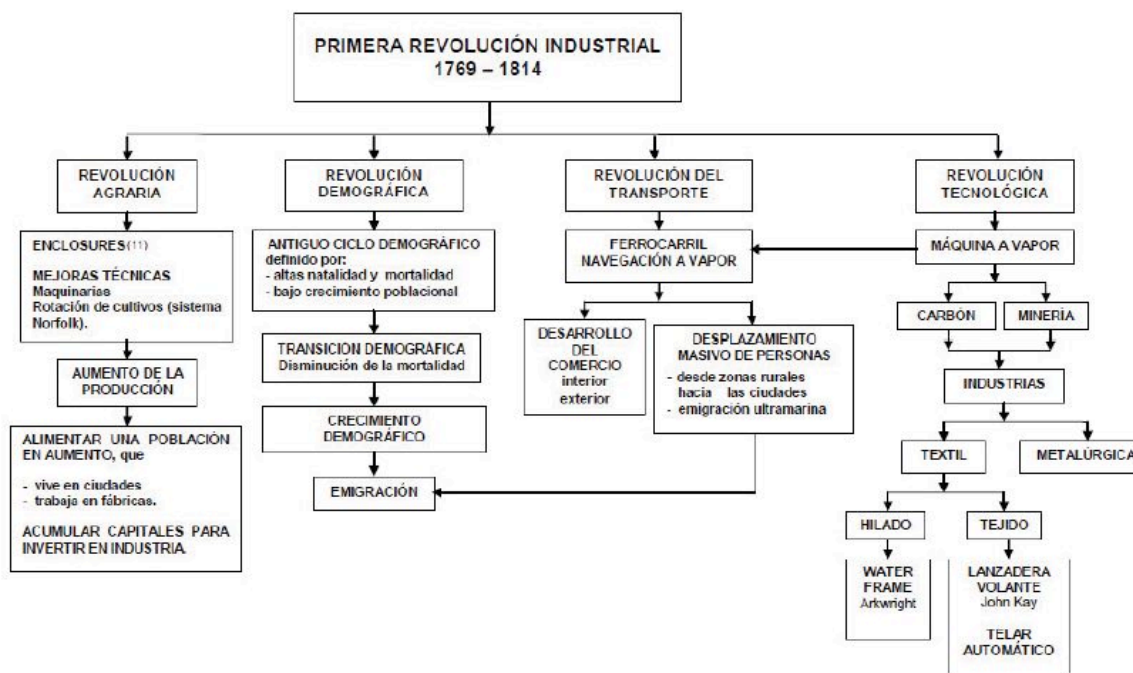 PRIMERA REVOLUCIÓN INDUSTRIAL
1769 – 1814
REVOLUCIÓN
AGRARIA
ENCLOSURES(11)
MEJORAS TÉCNICAS
Maquinarias
Rotación de cultivos (sistema
Norfolk).
AUMENTO DE LA
PRODUCCIÓN
ALIMENTAR UNA POBLACIÓN
EN AUMENTO, que
- vive en ciudades
- trabaja en fábricas.
ACUMULAR CAPITALES PARA
INVERTIR EN INDUSTRIA.
REVOLUCIÓN
DEMOGRÁFICA
ANTIGUO CICLO DEMOGRÁFICO
definido por:
- altas natalidad y mortalidad
- bajo crecimiento poblacional
TRANSICIÓN DEMOGRÁFICA
Disminución de la mortalidad
CRECIMIENTO
DEMOGRÁFICO
EMIGRACIÓN
REVOLUCIÓN DEL
TRANSPORTE
FERROCARRIL
NAVEGACIÓN A VAPOR
DESARROLLO
DEL
COMERCIO
interior
exterior
DESPLAZAMIENTO
MASIVO DE PERSONAS
- desde zonas rurales
hacia las ciudades
- emigración ultramarina
REVOLUCIÓN
TECNOLÓGICA
MÁQUINA A VAPOR
CARBÓN
MINERÍA
INDUSTRIAS
TEXTIL
METALÚRGICA
HILADO
TEJIDO
WATER
FRAME
Arkwright
LANZADERA
VOLANTE
John Kay
TELAR
AUTOMÁTICO